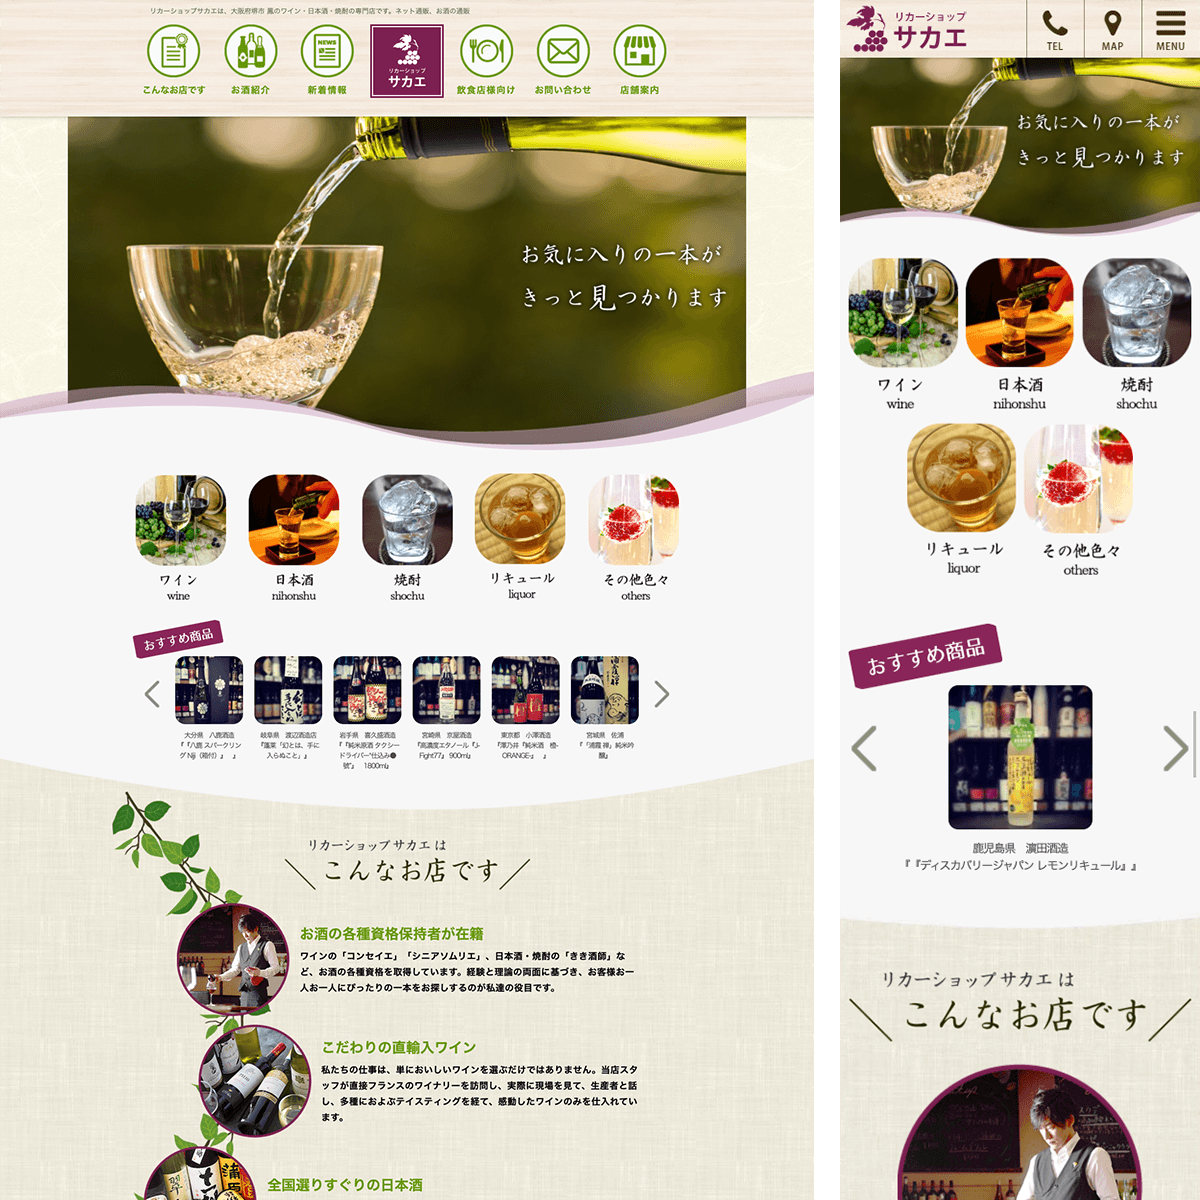 リカーショップサカエは、大阪府堺市 鳳のワイン・日本酒・焼酎の専門店です。ネット通販、お酒の通販
こんなお店です
お酒紹介
NEWS
新着情報
リカーショップ
サカエ
飲食店様向け
お問い合わせ
店舗案内
お気に入りの一本が
きっと見つかります
ワイン
wine
日本酒
nihonshu
焼酎
shochu
リキュール
liquor
その他色々
others
おすすめ商品
大分県　八鹿酒造
『『八鹿 スパークリン
グ Niji（箱付）』　』
岐阜県　渡辺酒造店
『蓬莱「幻とは、手に
入らぬこと」』
岩手県　喜久盛酒造
『『純米原酒 タクシー
ドライバー"仕込み●
号"』　1800ml』
宮崎県　京屋酒造
『高濃度エタノール『J-
Fight77』 900ml』
東京都　小澤酒造
『澤乃井『純米酒　橙-
ORANGE-』　』
宮城県　佐浦
『『浦霞 禅』純米吟
醸』
リカーショップサカエ は
こんなお店です
お酒の各種資格保持者が在籍
ワインの「コンセイエ」「シニアソムリエ」、日本酒・焼酎の「きき酒師」な
ど、お酒の各種資格を取得しています。経験と理論の両面に基づき、お客様お一
人お一人にぴったりの一本をお探しするのが私達の役目です。
こだわりの直輸入ワイン
私たちの仕事は、単においしいワインを選ぶだけではありません。当店スタ
ッフが直接フランスのワイナリーを訪問し、実際に現場を見て、生産者と話
し、多種におよぶテイスティングを経て、感動したワインのみを仕入れてい
ます。
全国選りすぐりの日本酒
リカーショップ
サカエ
TEL
MAP
MENU
お気に入りの一本が
きっと見つかります
ワイン
wine
日本酒
nihonshu
焼酎
shochu
リキュール
liquor
その他色々
others
おすすめ商品
鹿児島県　濵田酒造
『『ディスカバリージャパン レモンリキュール』』
リカーショップサカエ は
こんなお店です